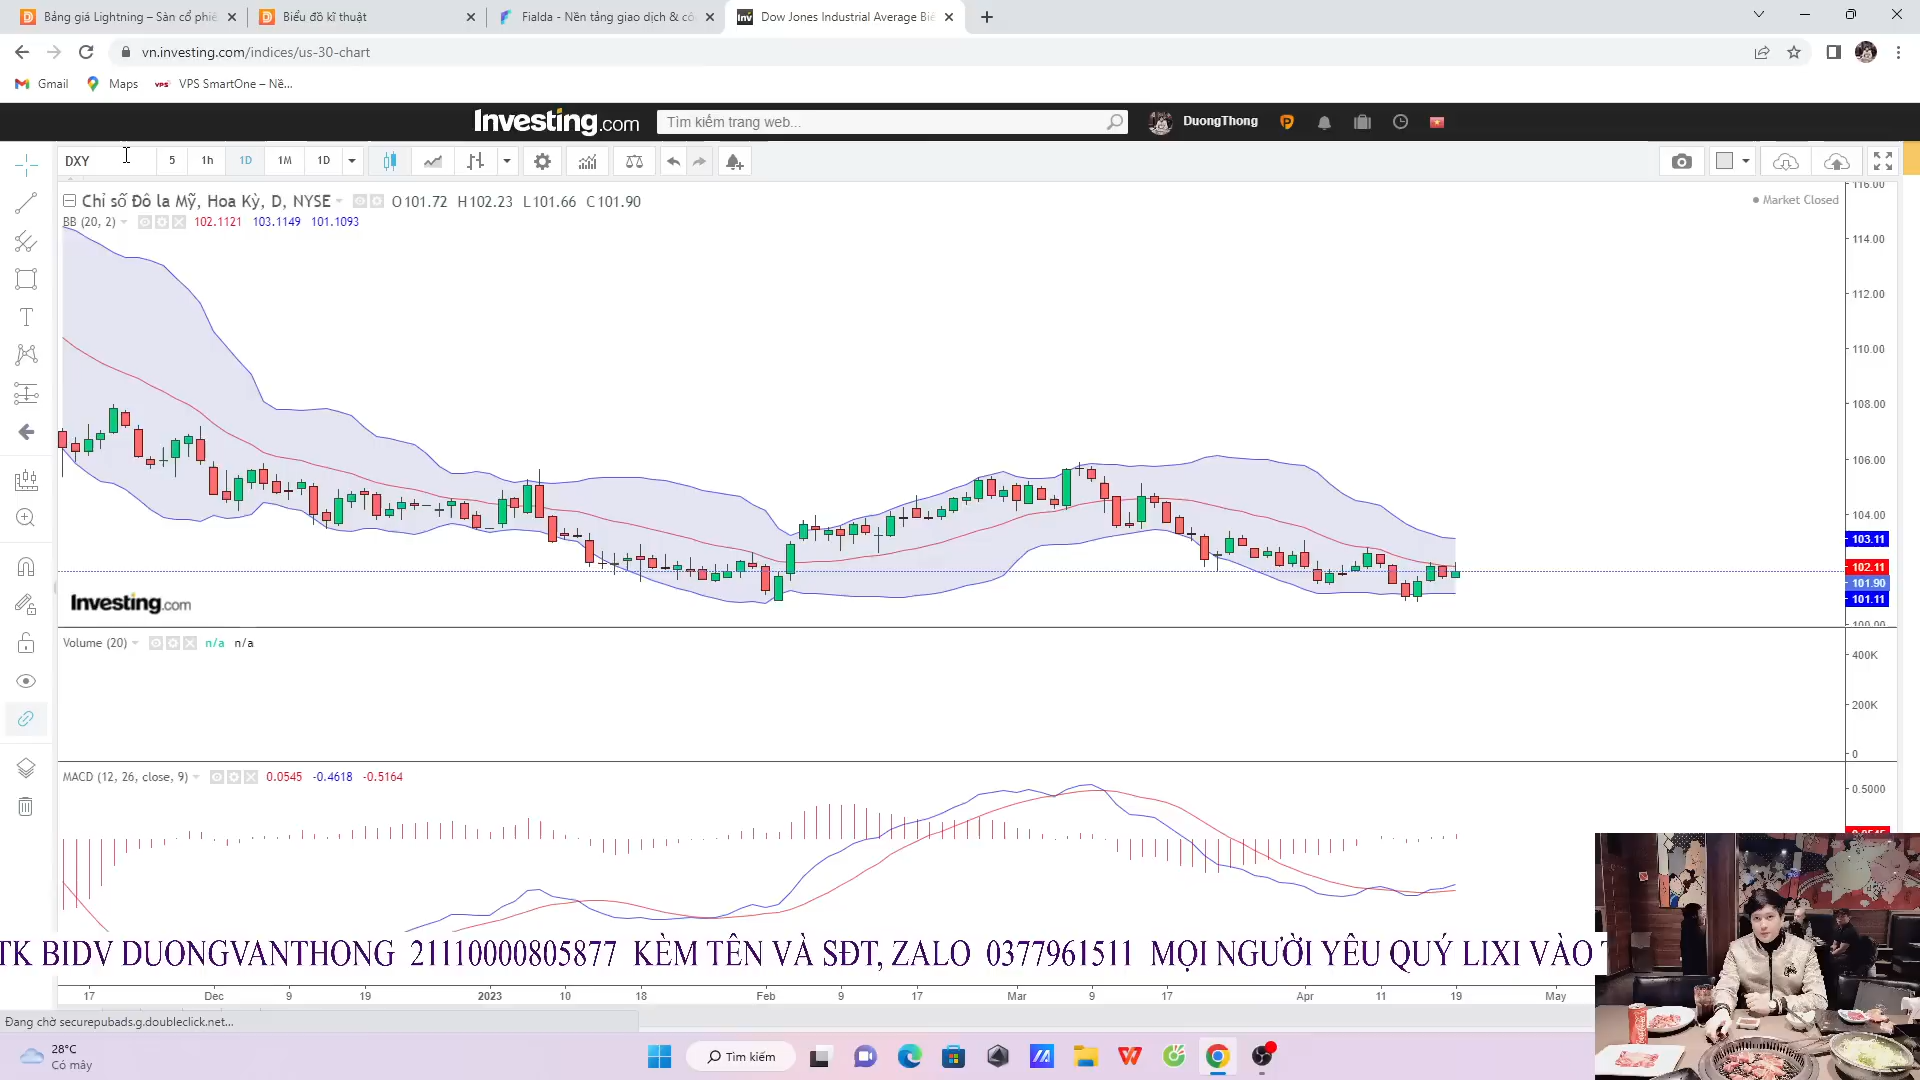 Bảng giá Lightning – Sàn cổ phiế
Biểu đồ kĩ thuật
Fialda - Nền tảng giao dịch & cô
Dow Jones Industrial Average Biể
vn.investing.com/indices/us-30-chart
Gmail
Maps
VPS SmartOne – Nề...
Investing.com
Tìm kiếm trang web...
DuongThong
DXY
5
1h
1D
1M
1D
Chỉ số Đô la Mỹ, Hoa Kỳ, D, NYSE
O 101.72 H 102.23 L 101.66 C 101.90
Market Closed
BB (20, 2)
102.1121 103.1149 101.1093
116.00
114.00
112.00
110.00
108.00
106.00
104.00
103.11
102.11
101.90
101.11
100.00
Investing.com
Volume (20)
n/a n/a
400K
200K
0
MACD (12, 26, close, 9)
0.0545 -0.4618 -0.5164
0.5000
0.0545
TK BIDV DUONGVANTHONG 21110000805877 KÈM TÊN VÀ SĐT, ZALO 0377961511 MỌI NGƯỜI YÊU QUÝ LIXI VÀO
17 Dec 9 19 2023 10 18 Feb 9 17 Mar 9 17 Apr 11 19 May
Đang chờ securepubads.g.doubleclick.net...
28°C
Có mây
Tìm kiếm